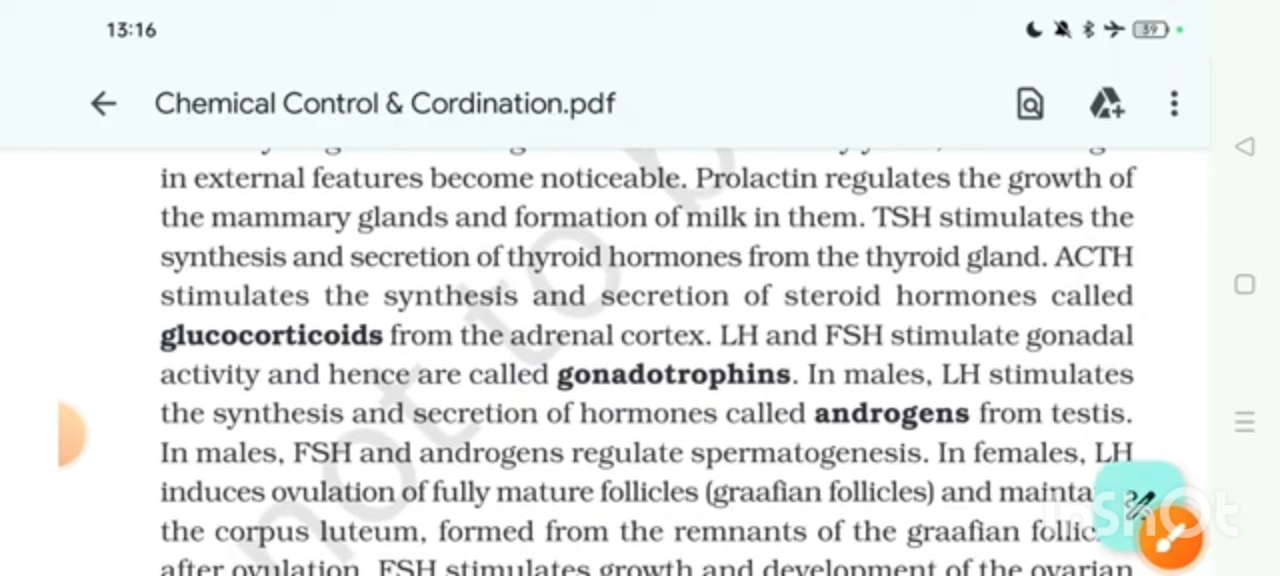 13:16
59
Chemical Control & Cordination.pdf
in external features become noticeable. Prolactin regulates the growth of
the mammary glands and formation of milk in them. TSH stimulates the
synthesis and secretion of thyroid hormones from the thyroid gland. ACTH
stimulates the synthesis and secretion of steroid hormones called
glucocorticoids from the adrenal cortex. LH and FSH stimulate gonadal
activity and hence are called gonadotrophins. In males, LH stimulates
the synthesis and secretion of hormones called androgens from testis.
In males, FSH and androgens regulate spermatogenesis. In females, LH
induces ovulation of fully mature follicles (graafian follicles) and mainta
the corpus luteum, formed from the remnants of the graafian follic
after ovulation. FSH stimulates growth and development of the ovarian
not to b
InShOt